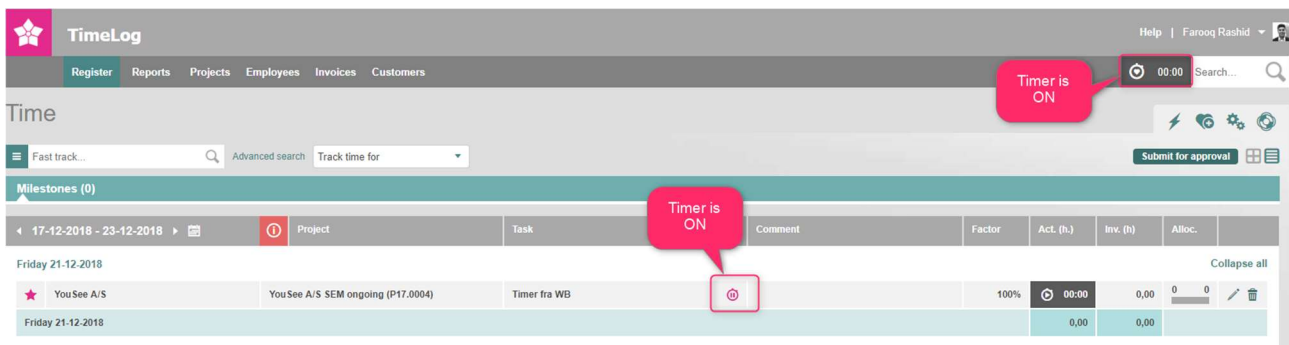 TimeLog
Help | Farooq Rashid
Register Reports Projects Employees Invoices Customers
00:00 Search...
Timer is
ON
Time
Fast track...
Advanced search Track time for
Submit for approval
Milestones (0)
Timer is
ON
17-12-2018 - 23-12-2018 Project Task Comment Factor Act. (h.) Inv. (h) Alloc.
Friday 21-12-2018 Collapse all
YouSee A/S YouSee A/S SEM ongoing (P17.0004) Timer fra WB 100% 00:00 0,00 0 0
Friday 21-12-2018 0,00 0,00